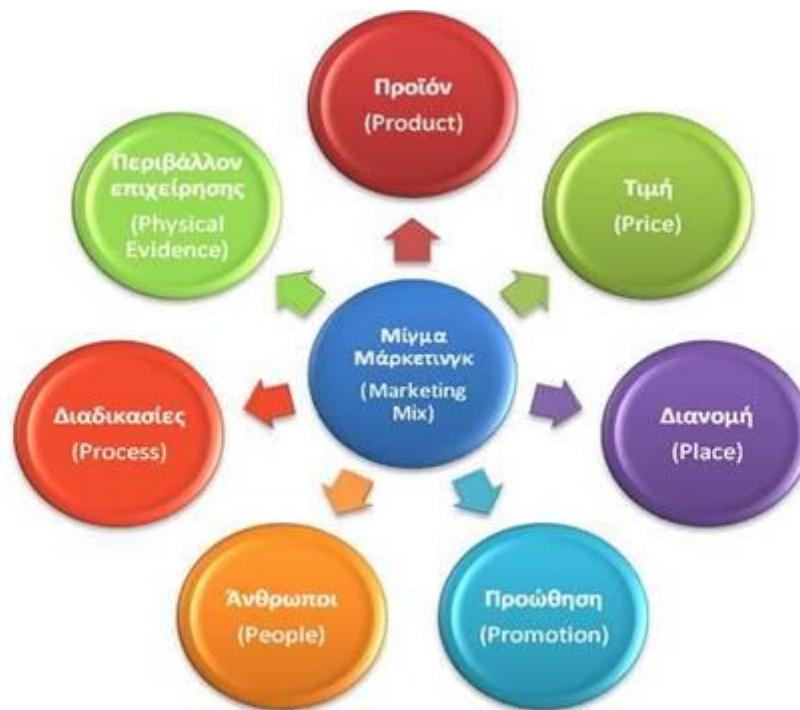 Προϊόν
(Product)
Τιμή
(Price)
Διανομή
(Place)
Προώθηση
(Promotion)
Άνθρωποι
(People)
Διαδικασίες
(Process)
Περιβάλλον
επιχείρησης
(Physical
Evidence)
Μίγμα
Μάρκετινγκ
(Marketing
Mix)